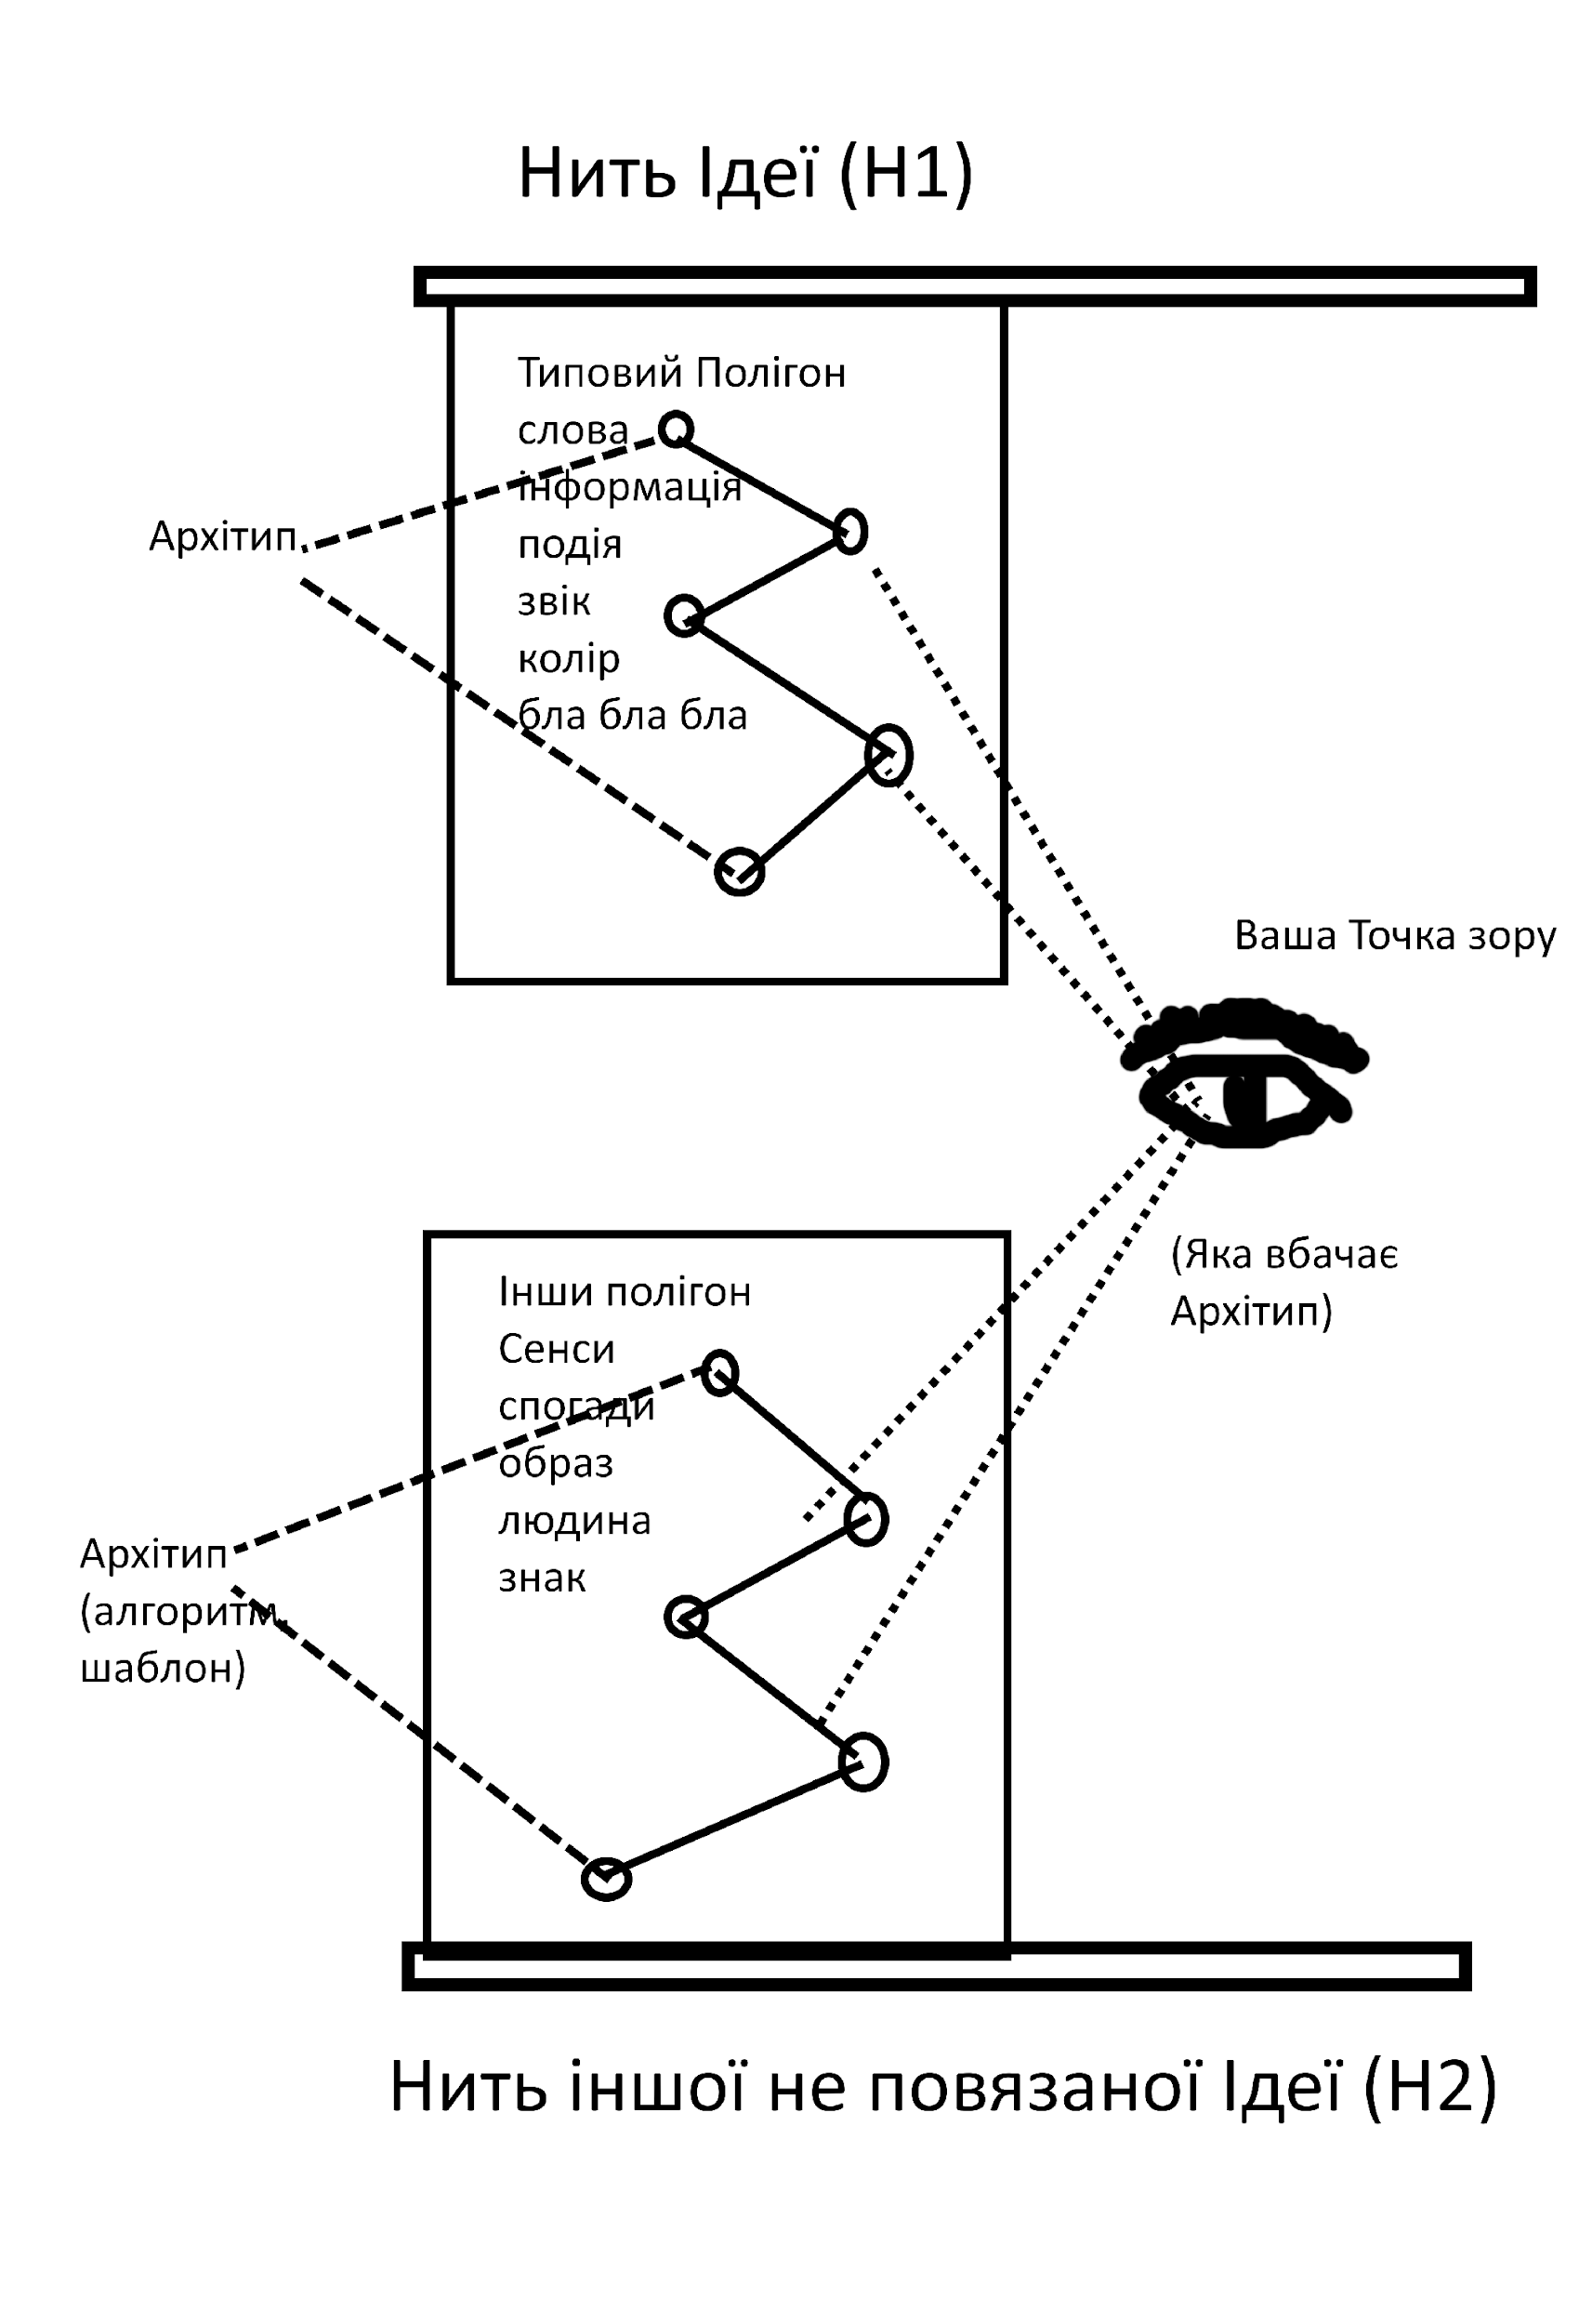 Нить Ідеї (Н1)
Типовий Полігон
слова
інформація
подія
звік
колір
бла бла бла
Архітип
Ваша Точка зору
(Яка вбачає
Архітип)
Інши полігон
Сенси
спогади
образ
людина
знак
Архітип
(алгоритм,
шаблон)
Нить іншої не повязаної Ідеї (Н2)